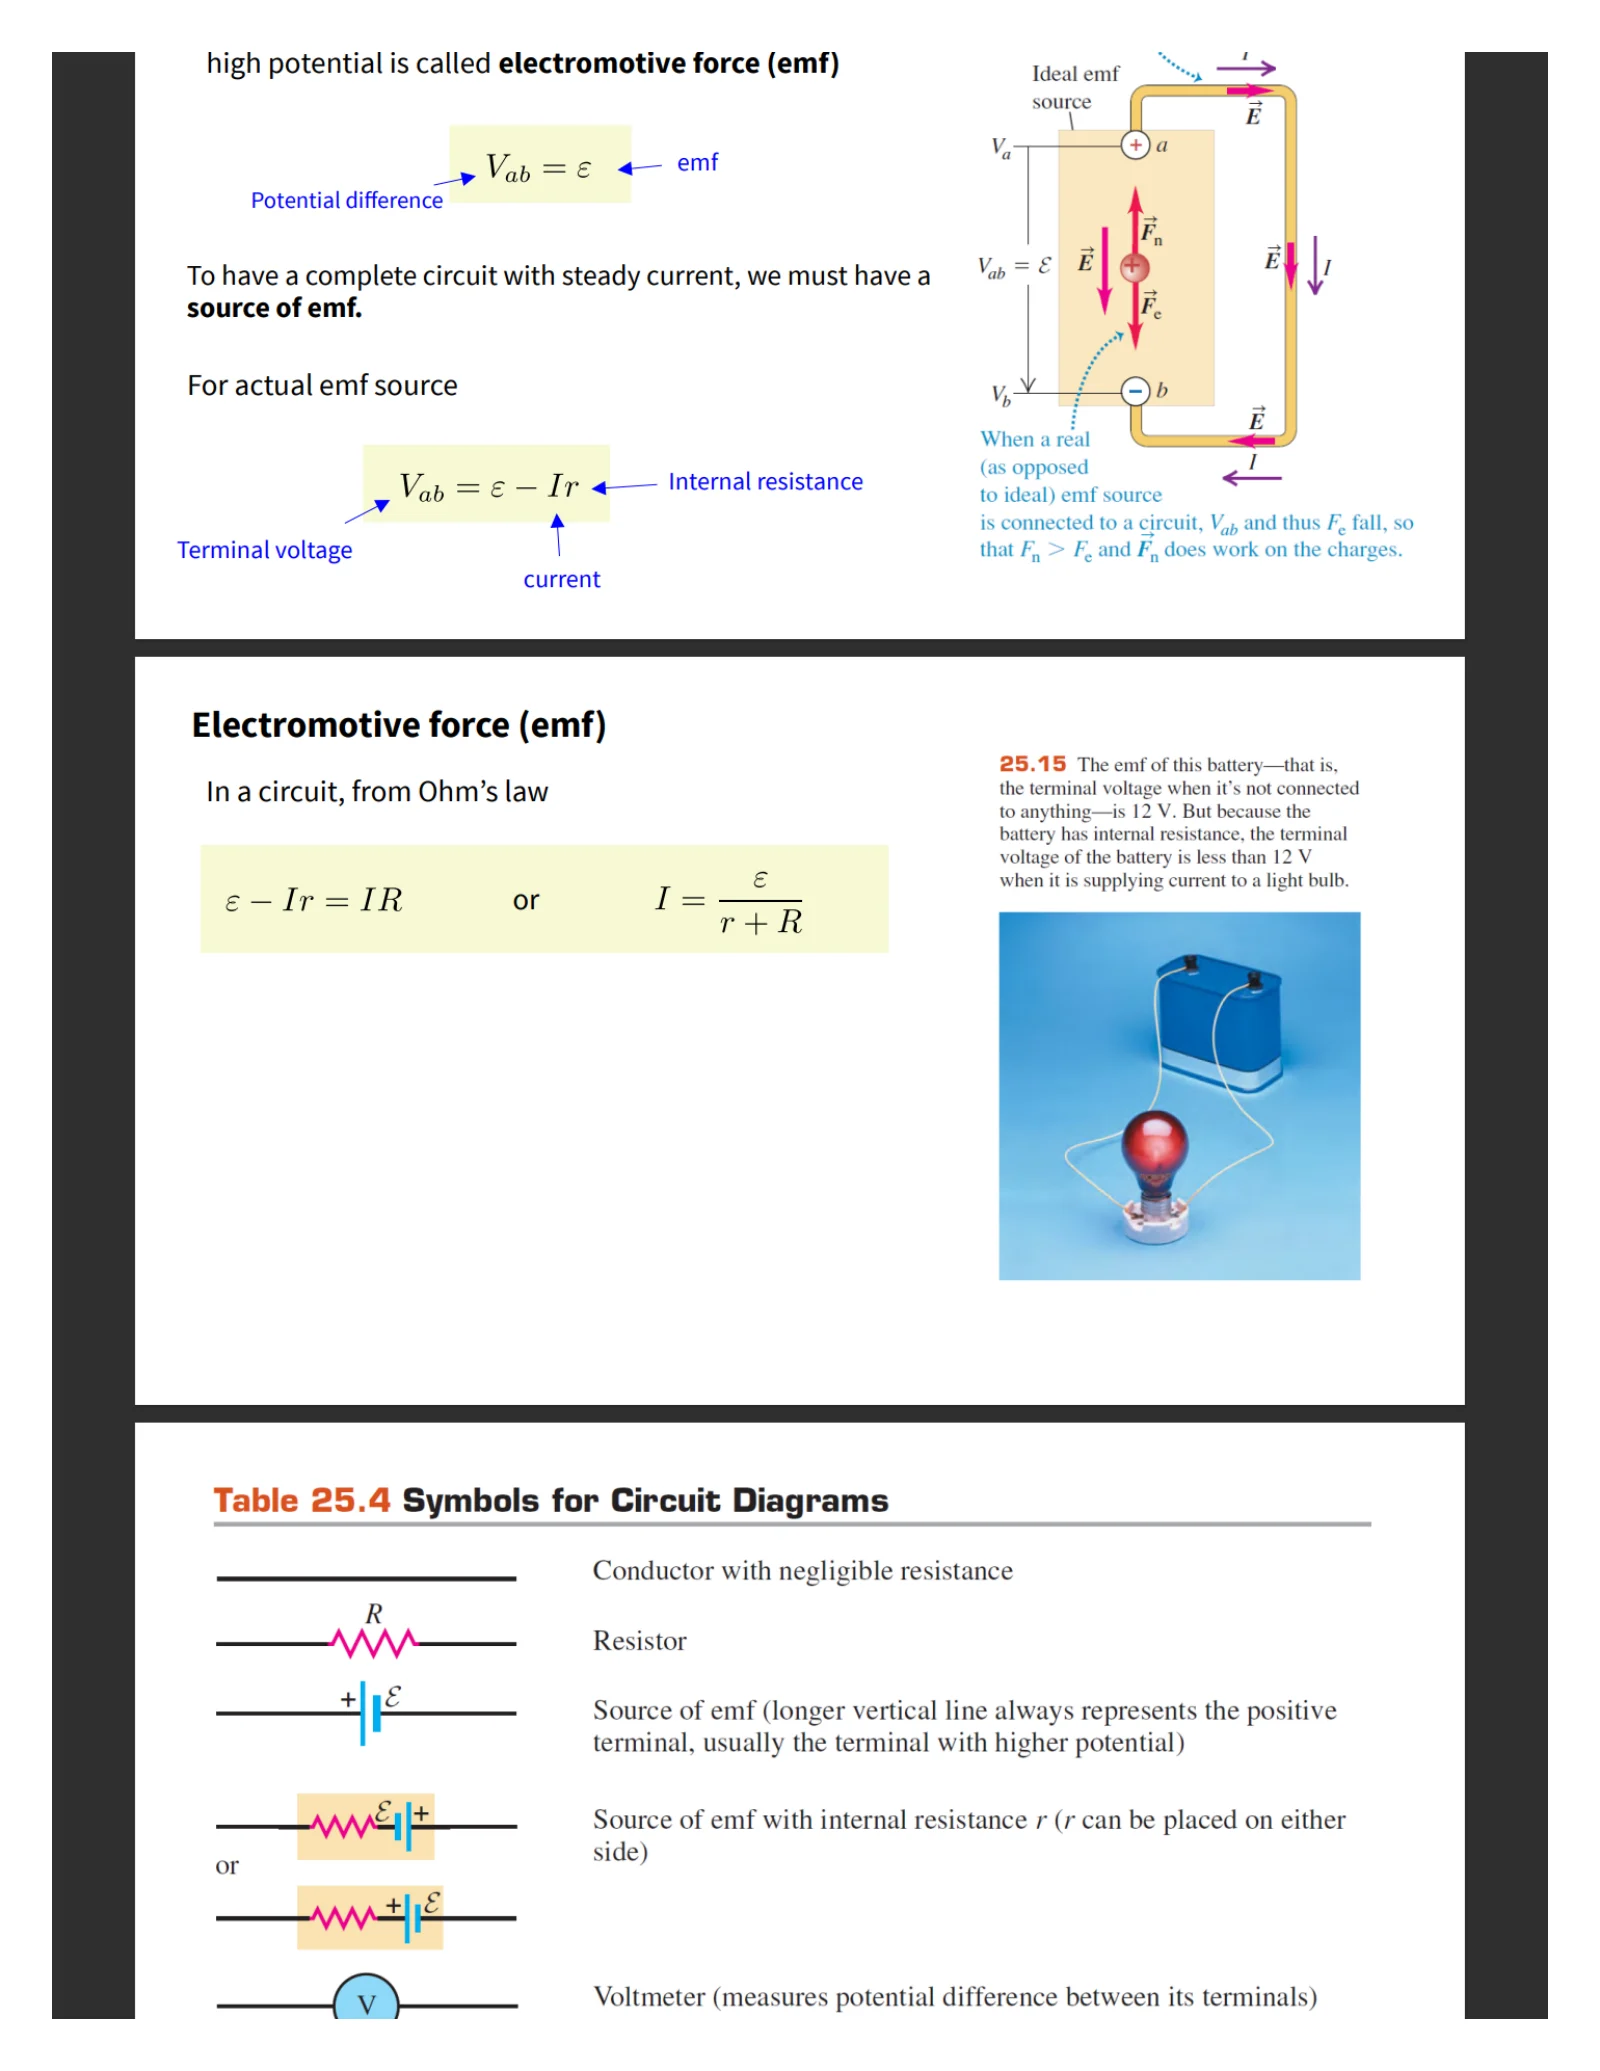 high potential is called electromotive force (emf)
V_ab = ε
emf
Potential difference
To have a complete circuit with steady current, we must have a
source of emf.
For actual emf source
V_ab = ε − Ir
Internal resistance
Terminal voltage
current
I
Ideal emf
source
E⃗
V_a
+ a
F⃗_n
V_ab = ℰ
E⃗
+
E⃗
I
F⃗_e
V_b
− b
E⃗
I
When a real
(as opposed
to ideal) emf source
is connected to a circuit, V_ab and thus F_e fall, so
that F_n > F_e and F⃗_n does work on the charges.
Electromotive force (emf)
In a circuit, from Ohm’s law
ε − Ir = IR or I = ε / (r + R)
25.15 The emf of this battery—that is,
the terminal voltage when it’s not connected
to anything—is 12 V. But because the
battery has internal resistance, the terminal
voltage of the battery is less than 12 V
when it is supplying current to a light bulb.
Table 25.4 Symbols for Circuit Diagrams
Conductor with negligible resistance
R
Resistor
+ ℰ
Source of emf (longer vertical line always represents the positive
terminal, usually the terminal with higher potential)
ℰ +
Source of emf with internal resistance r (r can be placed on either
side)
or
+ ℰ
V
Voltmeter (measures potential difference between its terminals)